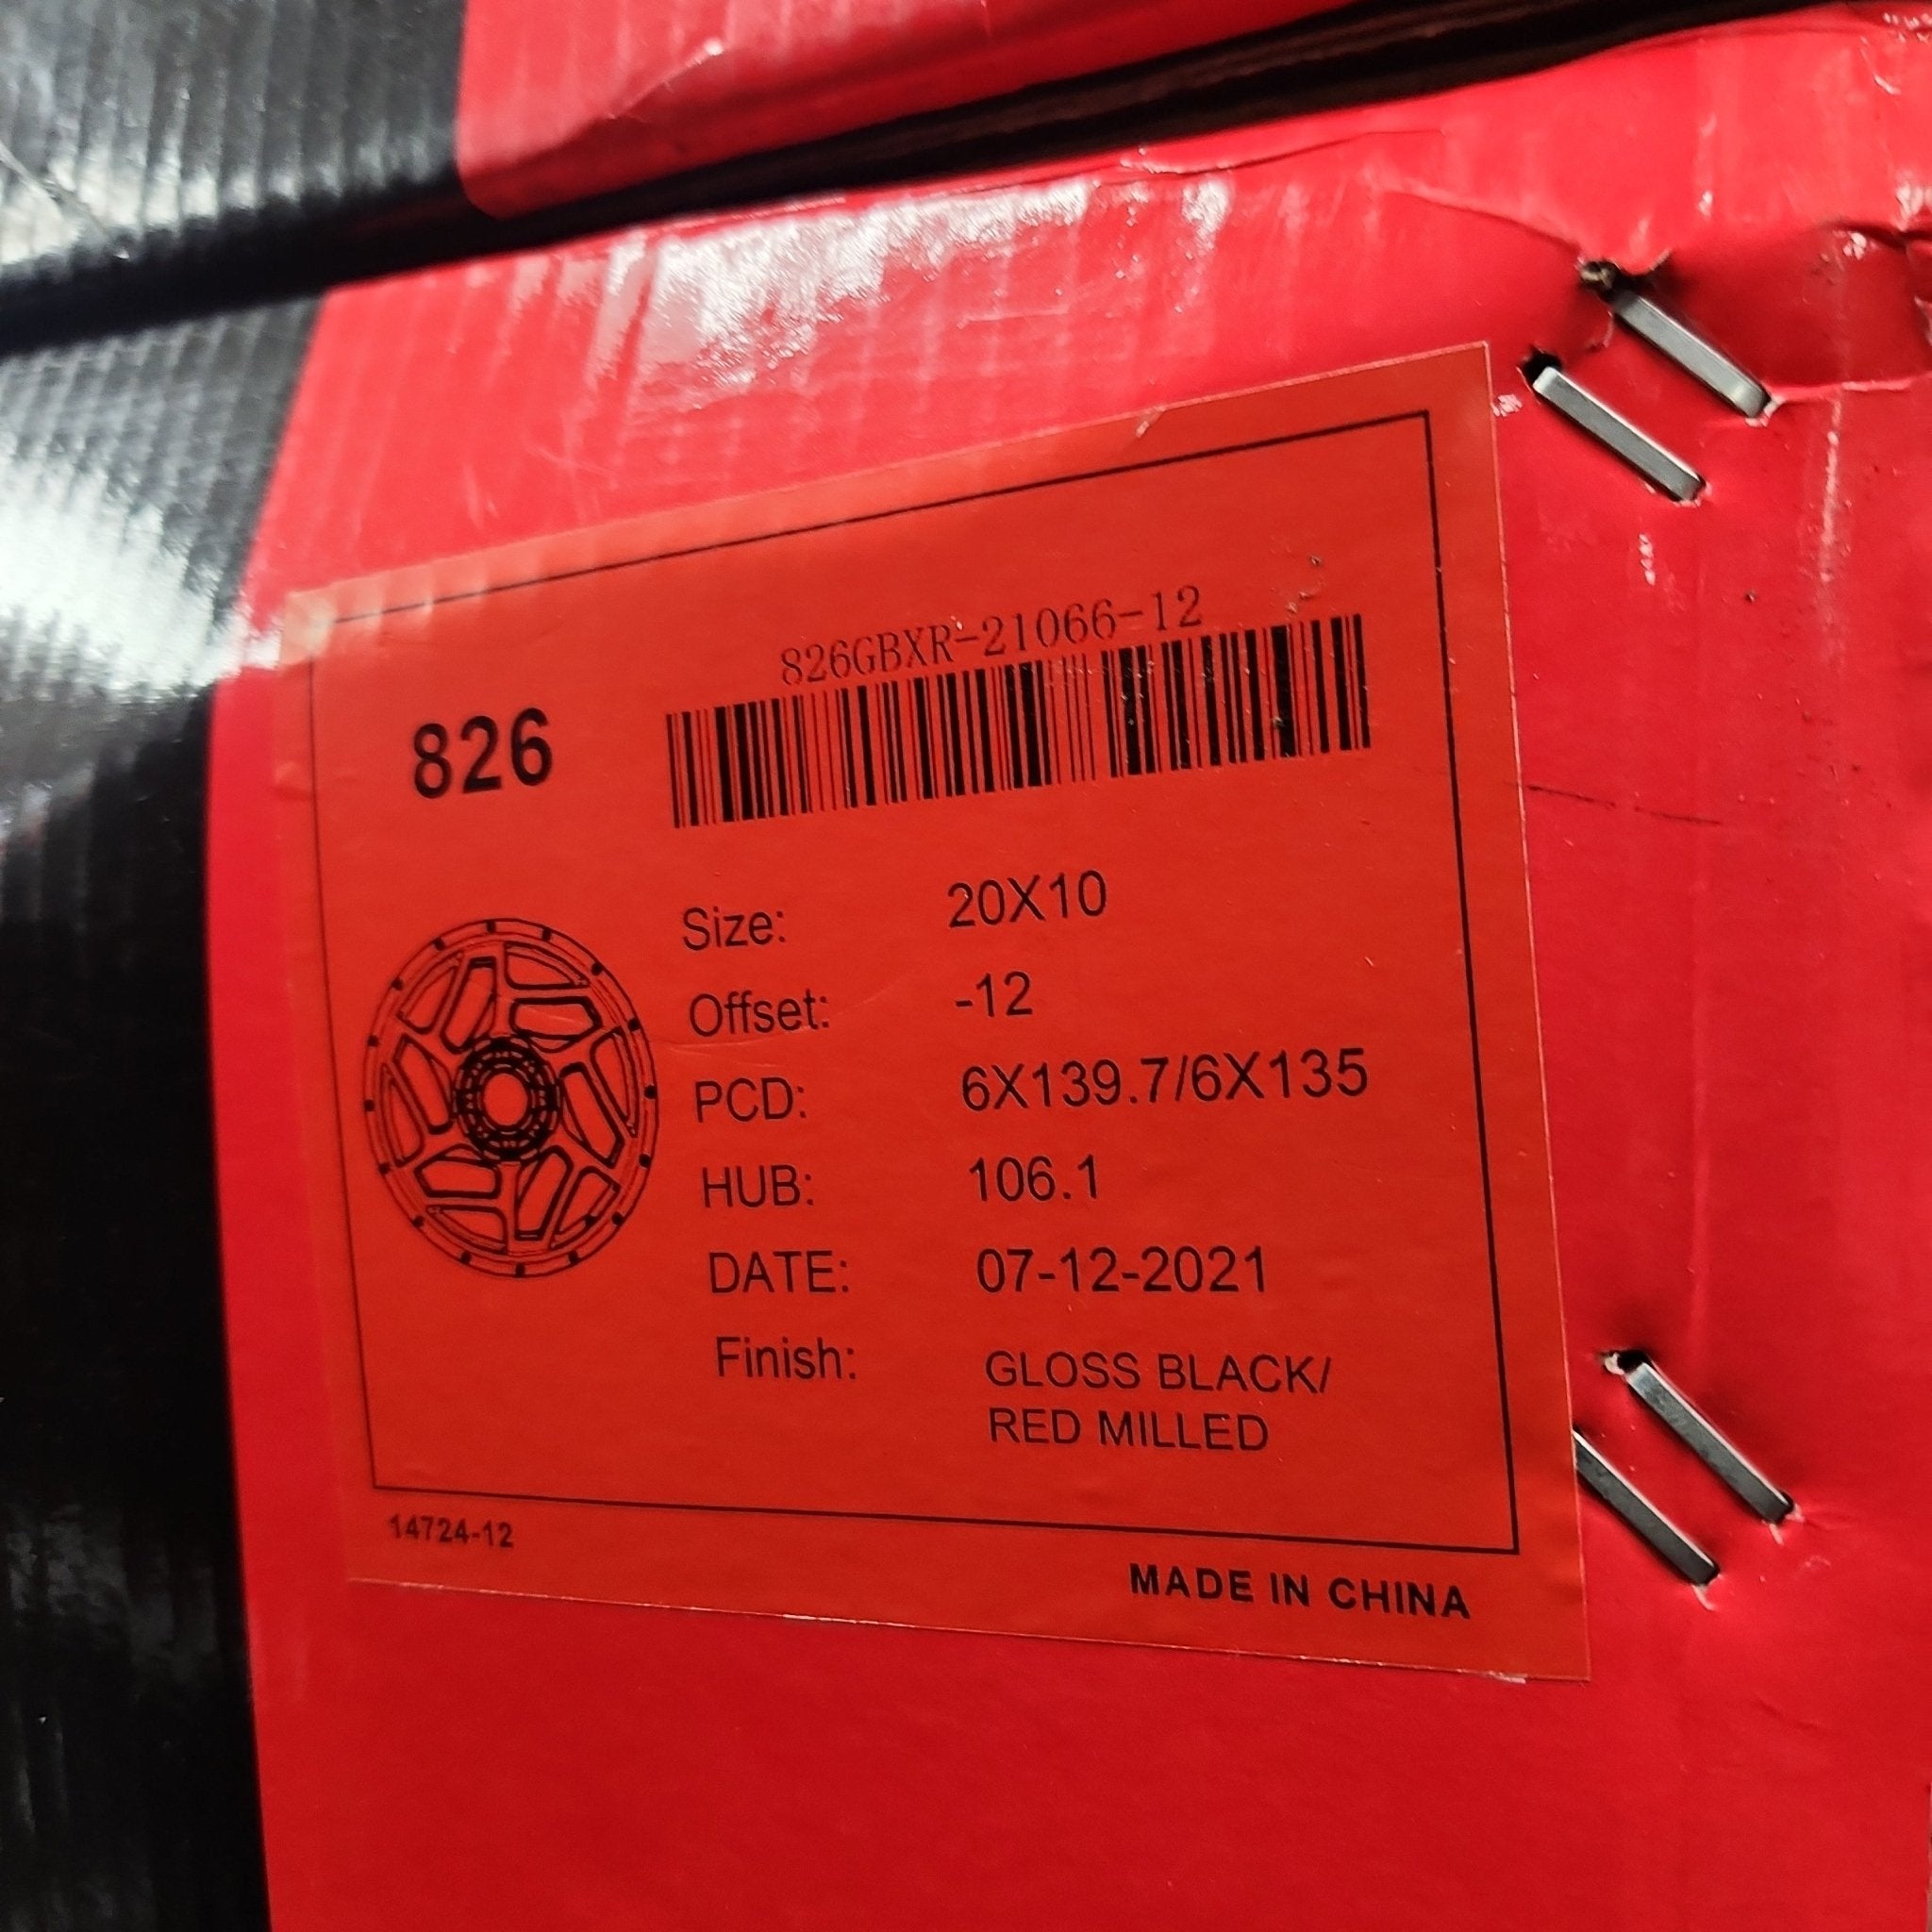 826GBXR-21066-12
826
Size: 20X10
Offset: -12
PCD: 6X139.7/6X135
HUB: 106.1
DATE: 07-12-2021
Finish: GLOSS BLACK/
RED MILLED
14724-12
MADE IN CHINA